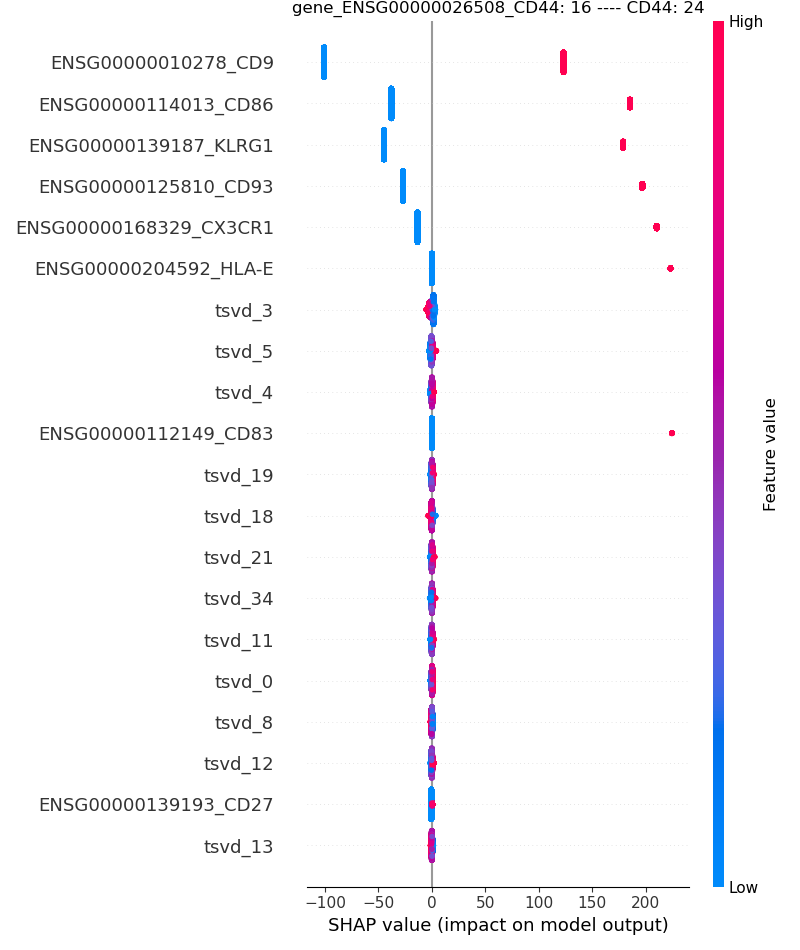 gene_ENSG00000026508_CD44: 16 ---- CD44: 24
High
ENSG00000010278_CD9
ENSG00000114013_CD86
ENSG00000139187_KLRG1
ENSG00000125810_CD93
ENSG00000168329_CX3CR1
ENSG00000204592_HLA-E
tsvd_3
tsvd_5
tsvd_4
ENSG00000112149_CD83
tsvd_19
tsvd_18
tsvd_21
tsvd_34
tsvd_11
tsvd_0
tsvd_8
tsvd_12
ENSG00000139193_CD27
tsvd_13
Feature value
Low
−100 −50 0 50 100 150 200
SHAP value (impact on model output)